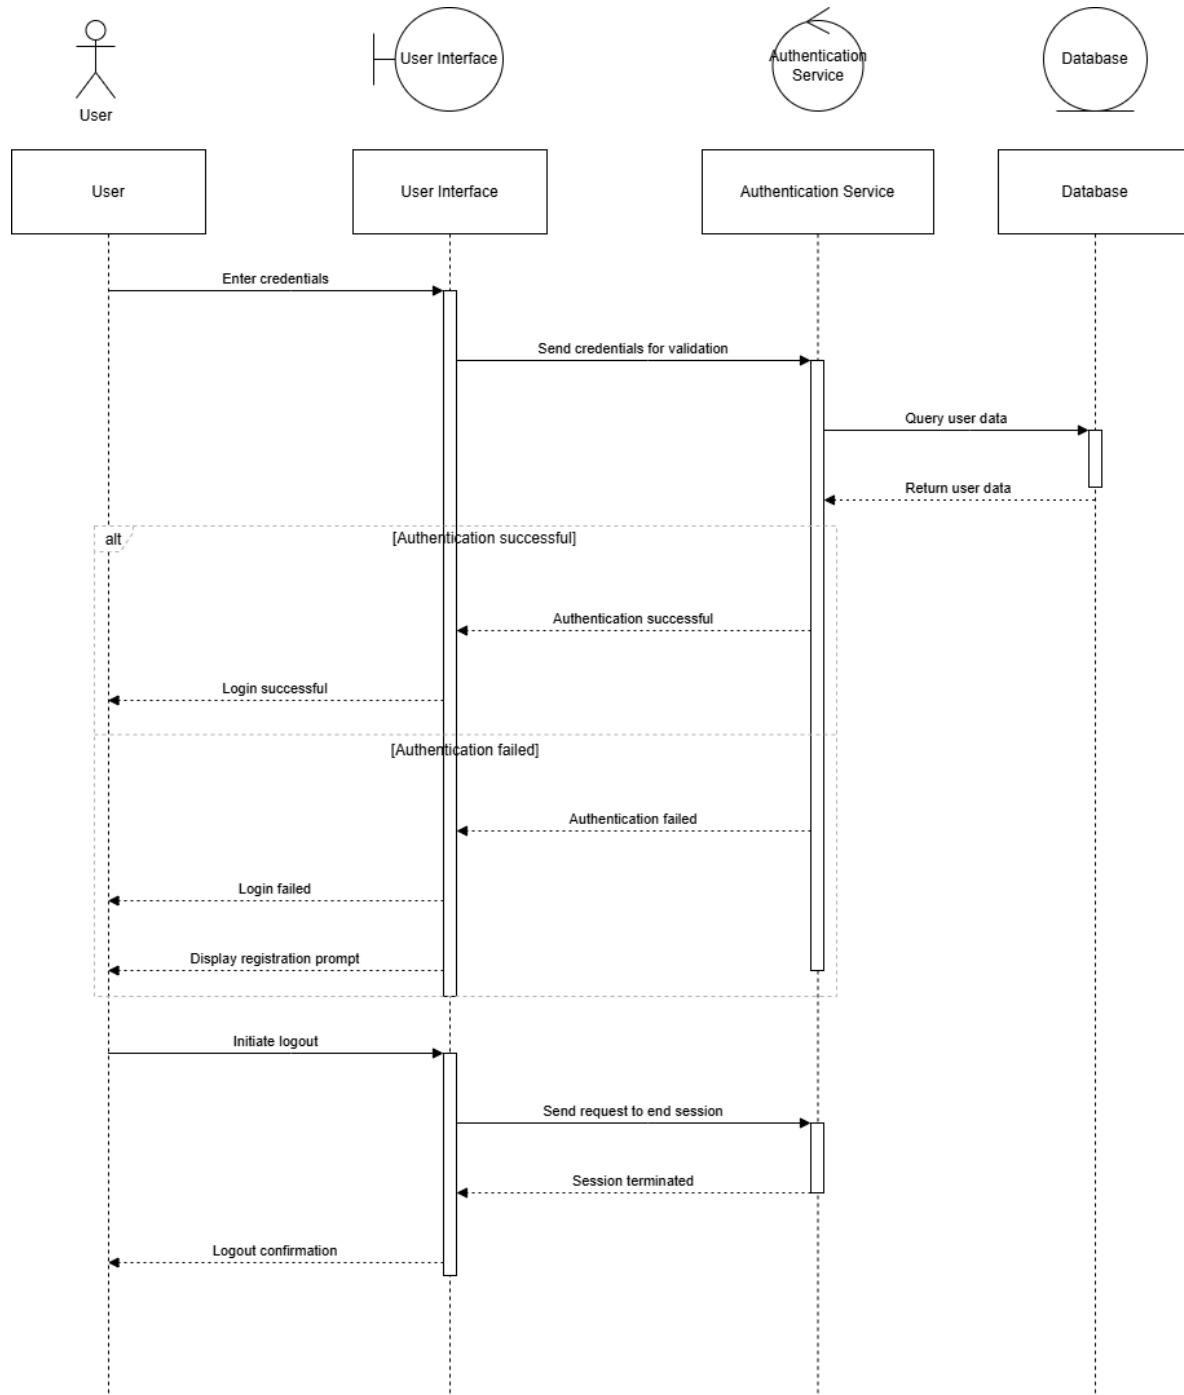 User Interface
Authentication
Service
Database
User
User
User Interface
Authentication Service
Database
Enter credentials
Send credentials for validation
Query user data
Return user data
alt
[Authentication successful]
Authentication successful
Login successful
[Authentication failed]
Authentication failed
Login failed
Display registration prompt
Initiate logout
Send request to end session
Session terminated
Logout confirmation